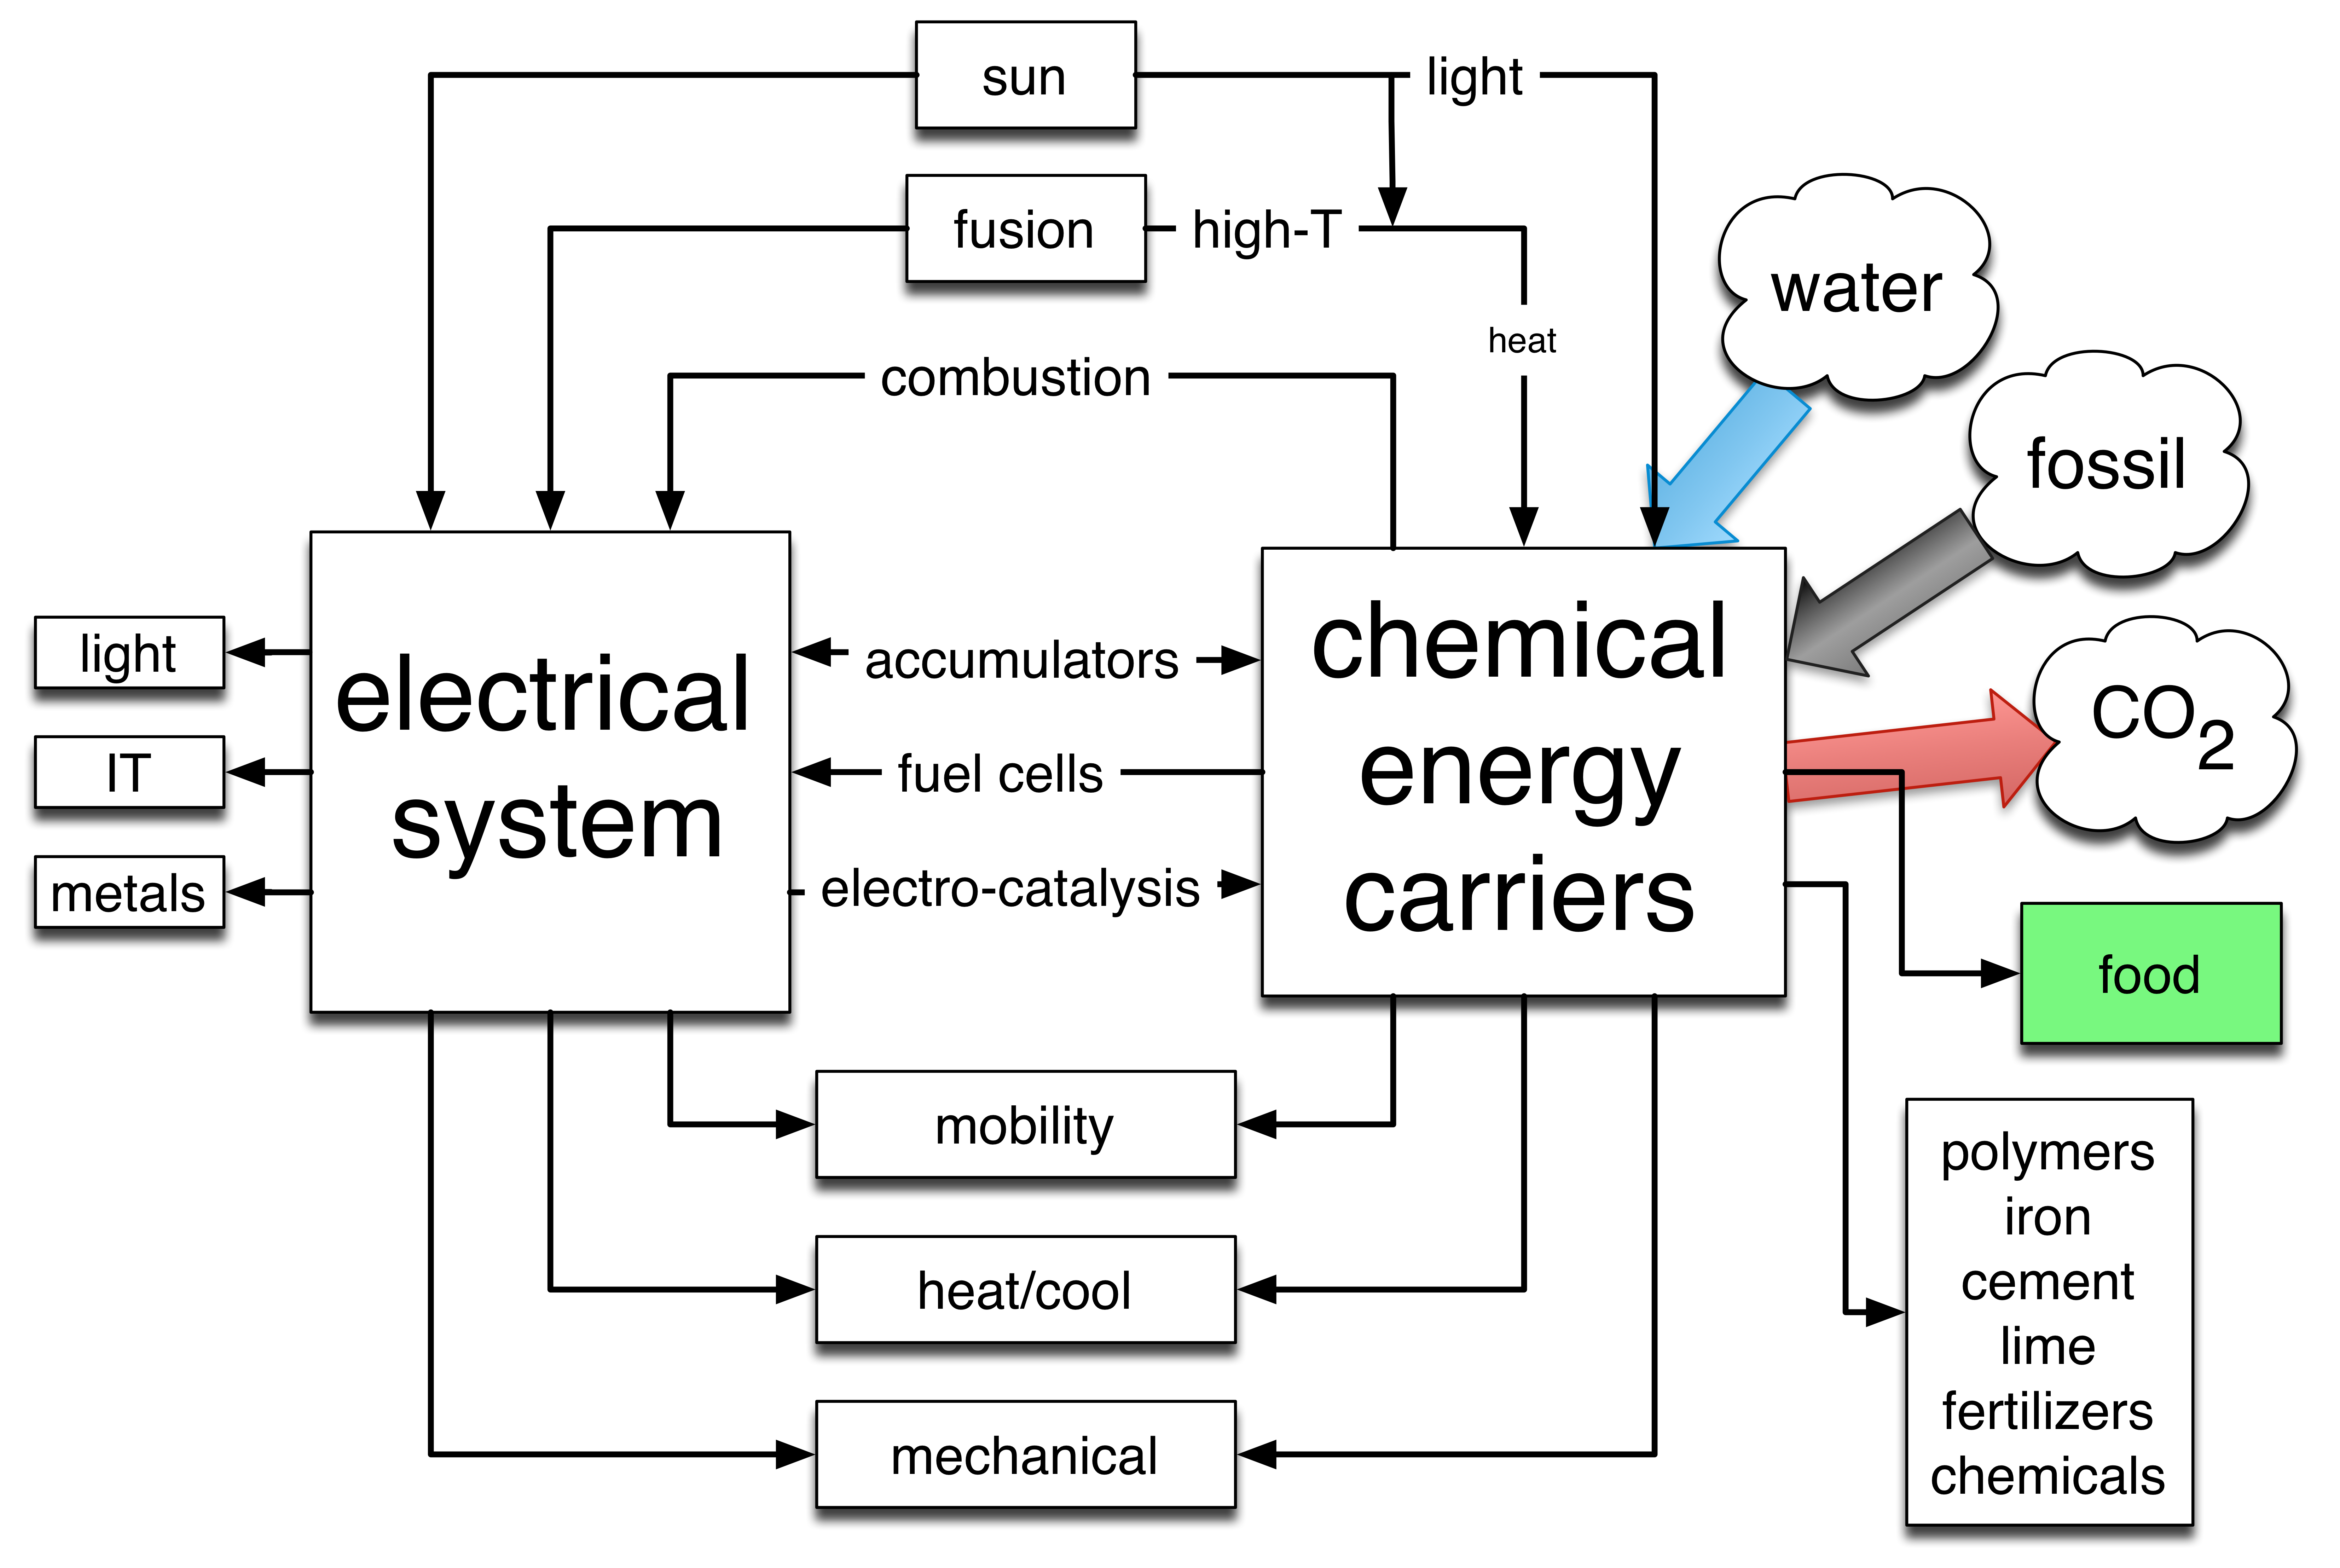 sun
light
fusion
high-T
heat
combustion
water
fossil
CO2
electrical
system
chemical
energy
carriers
accumulators
fuel cells
electro-catalysis
light
IT
metals
food
mobility
heat/cool
mechanical
polymers
iron
cement
lime
fertilizers
chemicals